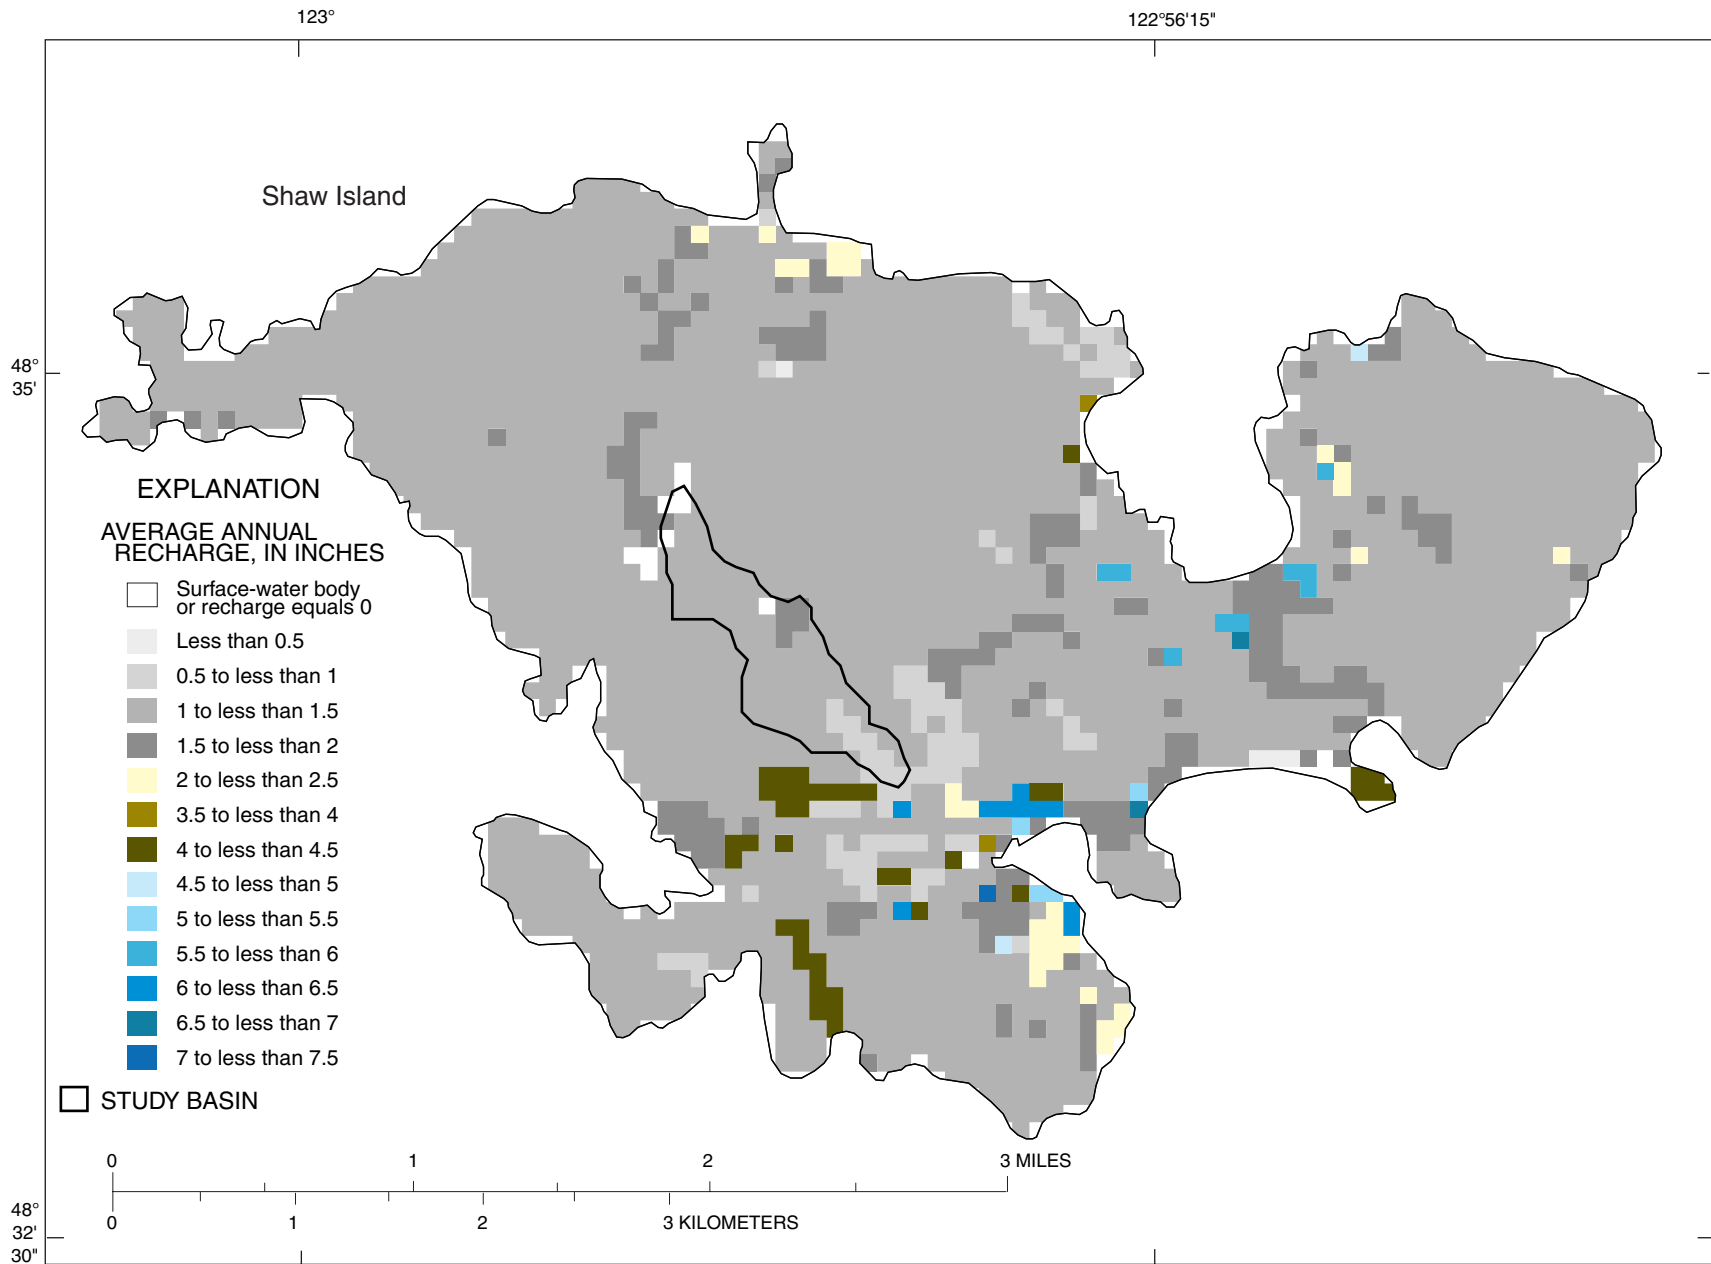 123°
122°56'15"
Shaw Island
48°
35'
EXPLANATION
AVERAGE ANNUAL
RECHARGE, IN INCHES
Surface-water body
or recharge equals 0
Less than 0.5
0.5 to less than 1
1 to less than 1.5
1.5 to less than 2
2 to less than 2.5
3.5 to less than 4
4 to less than 4.5
4.5 to less than 5
5 to less than 5.5
5.5 to less than 6
6 to less than 6.5
6.5 to less than 7
7 to less than 7.5
STUDY BASIN
0 1 2 3 MILES
0 1 2 3 KILOMETERS
48°
32'
30"